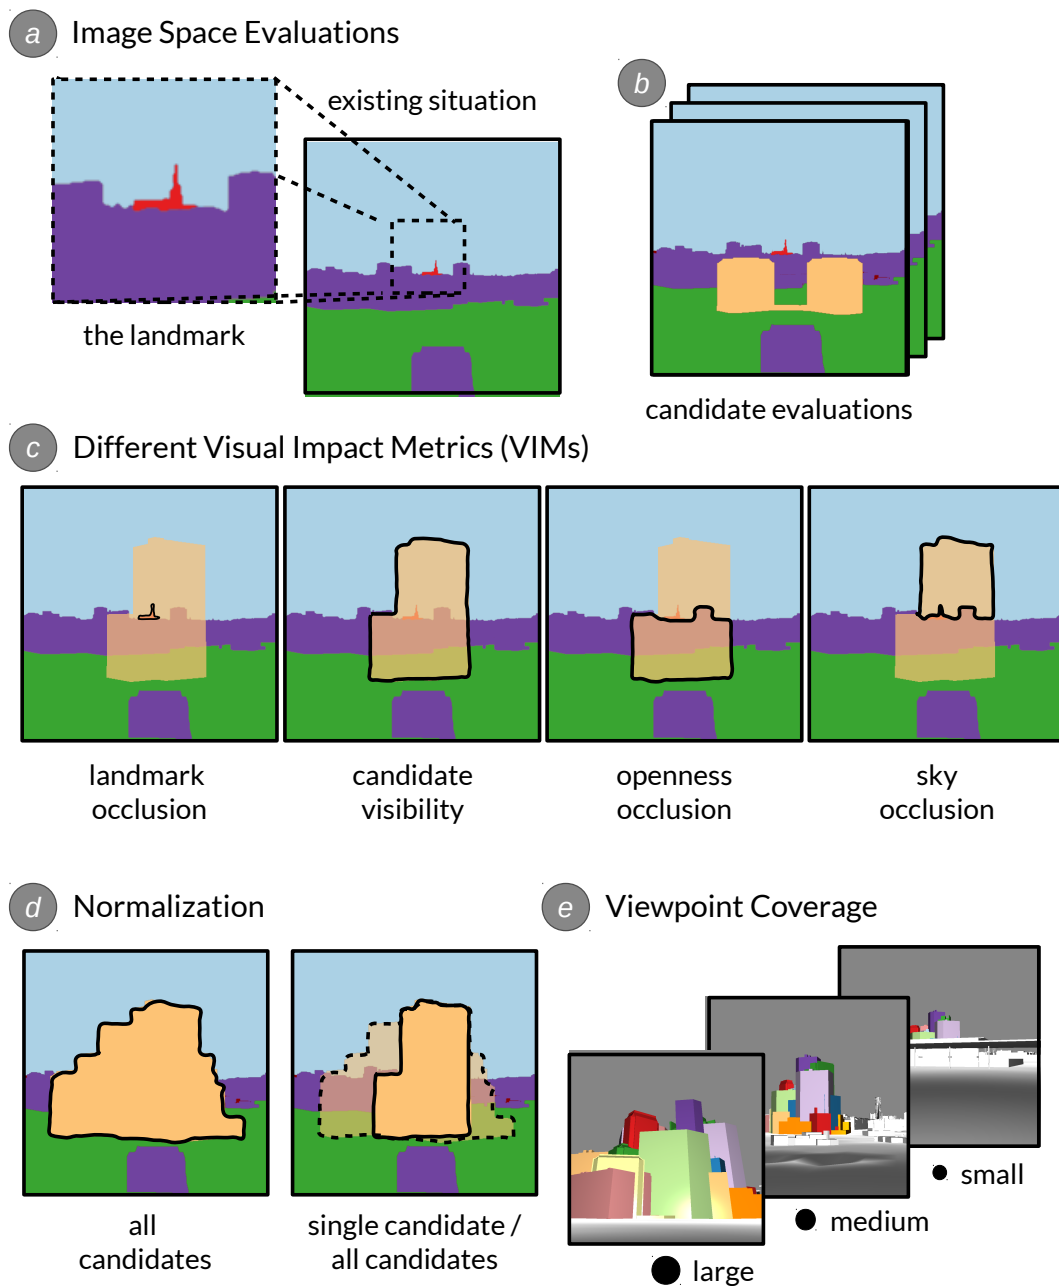 a Image Space Evaluations
existing situation
the landmark
b
candidate evaluations
c Different Visual Impact Metrics (VIMs)
landmark
occlusion
candidate
visibility
openness
occlusion
sky
occlusion
d Normalization
all
candidates
single candidate /
all candidates
e Viewpoint Coverage
small
medium
large